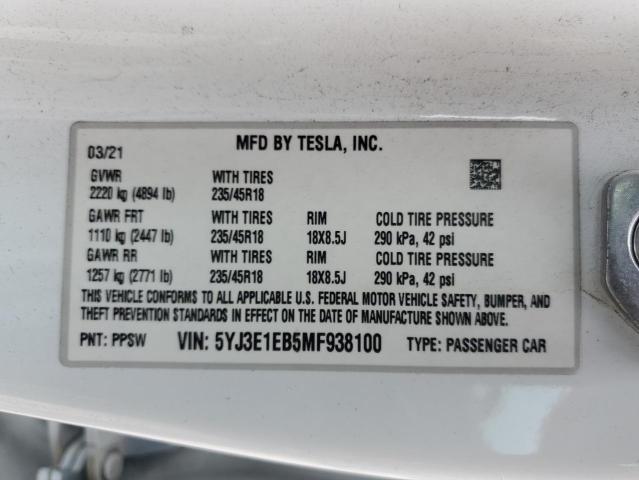 MFD BY TESLA, INC.
03/21
GVWR WITH TIRES
2220 kg (4894 lb) 235/45R18
GAWR FRT WITH TIRES RIM COLD TIRE PRESSURE
1110 kg (2447 lb) 235/45R18 18X8.5J 290 kPa, 42 psi
GAWR RR WITH TIRES RIM COLD TIRE PRESSURE
1257 kg (2771 lb) 235/45R18 18X8.5J 290 kPa, 42 psi
THIS VEHICLE CONFORMS TO ALL APPLICABLE U.S. FEDERAL MOTOR VEHICLE SAFETY, BUMPER, AND
THEFT PREVENTION STANDARDS IN EFFECT ON THE DATE OF MANUFACTURE SHOWN ABOVE.
PNT: PPSW VIN: 5YJ3E1EB5MF938100 TYPE: PASSENGER CAR